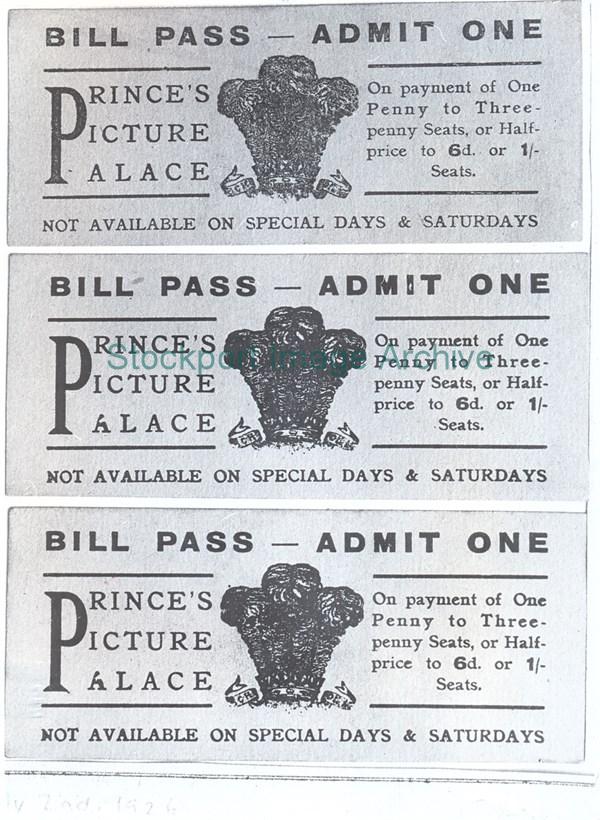 BILL PASS — ADMIT ONE
PRINCE'S
PICTURE
PALACE
On payment of One
Penny to Three-
penny Seats, or Half-
price to 6d. or 1/-
Seats.
NOT AVAILABLE ON SPECIAL DAYS & SATURDAYS
BILL PASS — ADMIT ONE
PRINCE'S
PICTURE
PALACE
On payment of One
Penny to Three-
penny Seats, or Half-
price to 6d. or 1/-
Seats.
Stockport Image Archive
NOT AVAILABLE ON SPECIAL DAYS & SATURDAYS
BILL PASS — ADMIT ONE
PRINCE'S
PICTURE
PALACE
On payment of One
Penny to Three-
penny Seats, or Half-
price to 6d. or 1/-
Seats.
NOT AVAILABLE ON SPECIAL DAYS & SATURDAYS